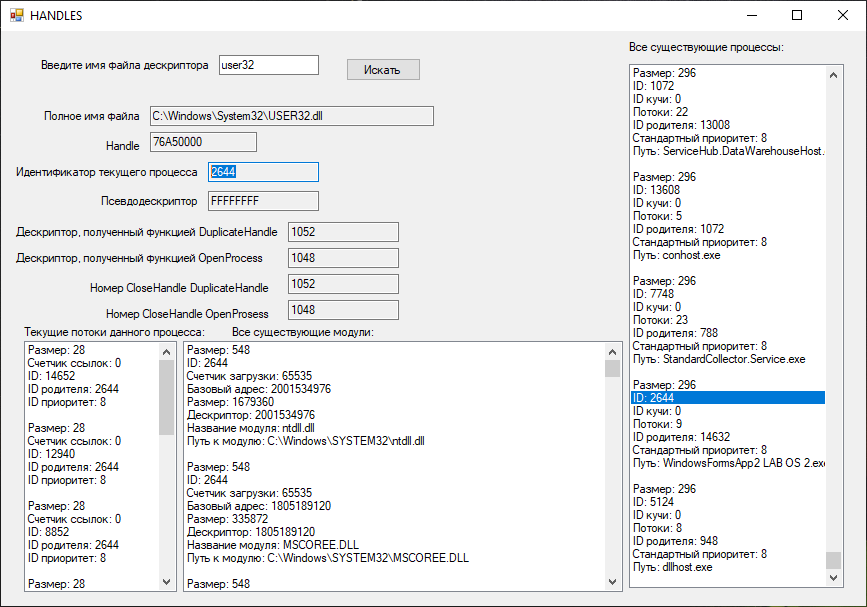 HANDLES
Введите имя файла дескриптора
user32
Искать
Полное имя файла
C:\Windows\System32\USER32.dll
Handle
76A50000
Идентификатор текущего процесса
2644
Псевдодескриптор
FFFFFFFF
Дескриптор, полученный функцией DuplicateHandle
1052
Дескриптор, полученный функцией OpenProcess
1048
Номер CloseHandle DuplicateHandle
1052
Номер CloseHandle OpenProsess
1048
Текущие потоки данного процесса:
Размер: 28
Счетчик ссылок: 0
ID: 14652
ID родителя: 2644
ID приоритет: 8
Размер: 28
Счетчик ссылок: 0
ID: 12940
ID родителя: 2644
ID приоритет: 8
Размер: 28
Счетчик ссылок: 0
ID: 8852
ID родителя: 2644
ID приоритет: 8
Размер: 28
Все существующие модули:
Размер: 548
ID: 2644
Счетчик загрузки: 65535
Базовый адрес: 2001534976
Размер: 1679360
Дескриптор: 2001534976
Название модуля: ntdll.dll
Путь к модулю: C:\Windows\SYSTEM32\ntdll.dll
Размер: 548
ID: 2644
Счетчик загрузки: 65535
Базовый адрес: 1805189120
Размер: 335872
Дескриптор: 1805189120
Название модуля: MSCOREE.DLL
Путь к модулю: C:\Windows\SYSTEM32\MSCOREE.DLL
Размер: 548
Все существующие процессы:
Размер: 296
ID: 1072
ID кучи: 0
Потоки: 22
ID родителя: 13008
Стандартный приоритет: 8
Путь: ServiceHub.DataWarehouseHost.
Размер: 296
ID: 13608
ID кучи: 0
Потоки: 5
ID родителя: 1072
Стандартный приоритет: 8
Путь: conhost.exe
Размер: 296
ID: 7748
ID кучи: 0
Потоки: 23
ID родителя: 788
Стандартный приоритет: 8
Путь: StandardCollector.Service.exe
Размер: 296
ID: 2644
ID кучи: 0
Потоки: 9
ID родителя: 14632
Стандартный приоритет: 8
Путь: WindowsFormsApp2 LAB OS 2.exe
Размер: 296
ID: 5124
ID кучи: 0
Потоки: 8
ID родителя: 948
Стандартный приоритет: 8
Путь: dllhost.exe